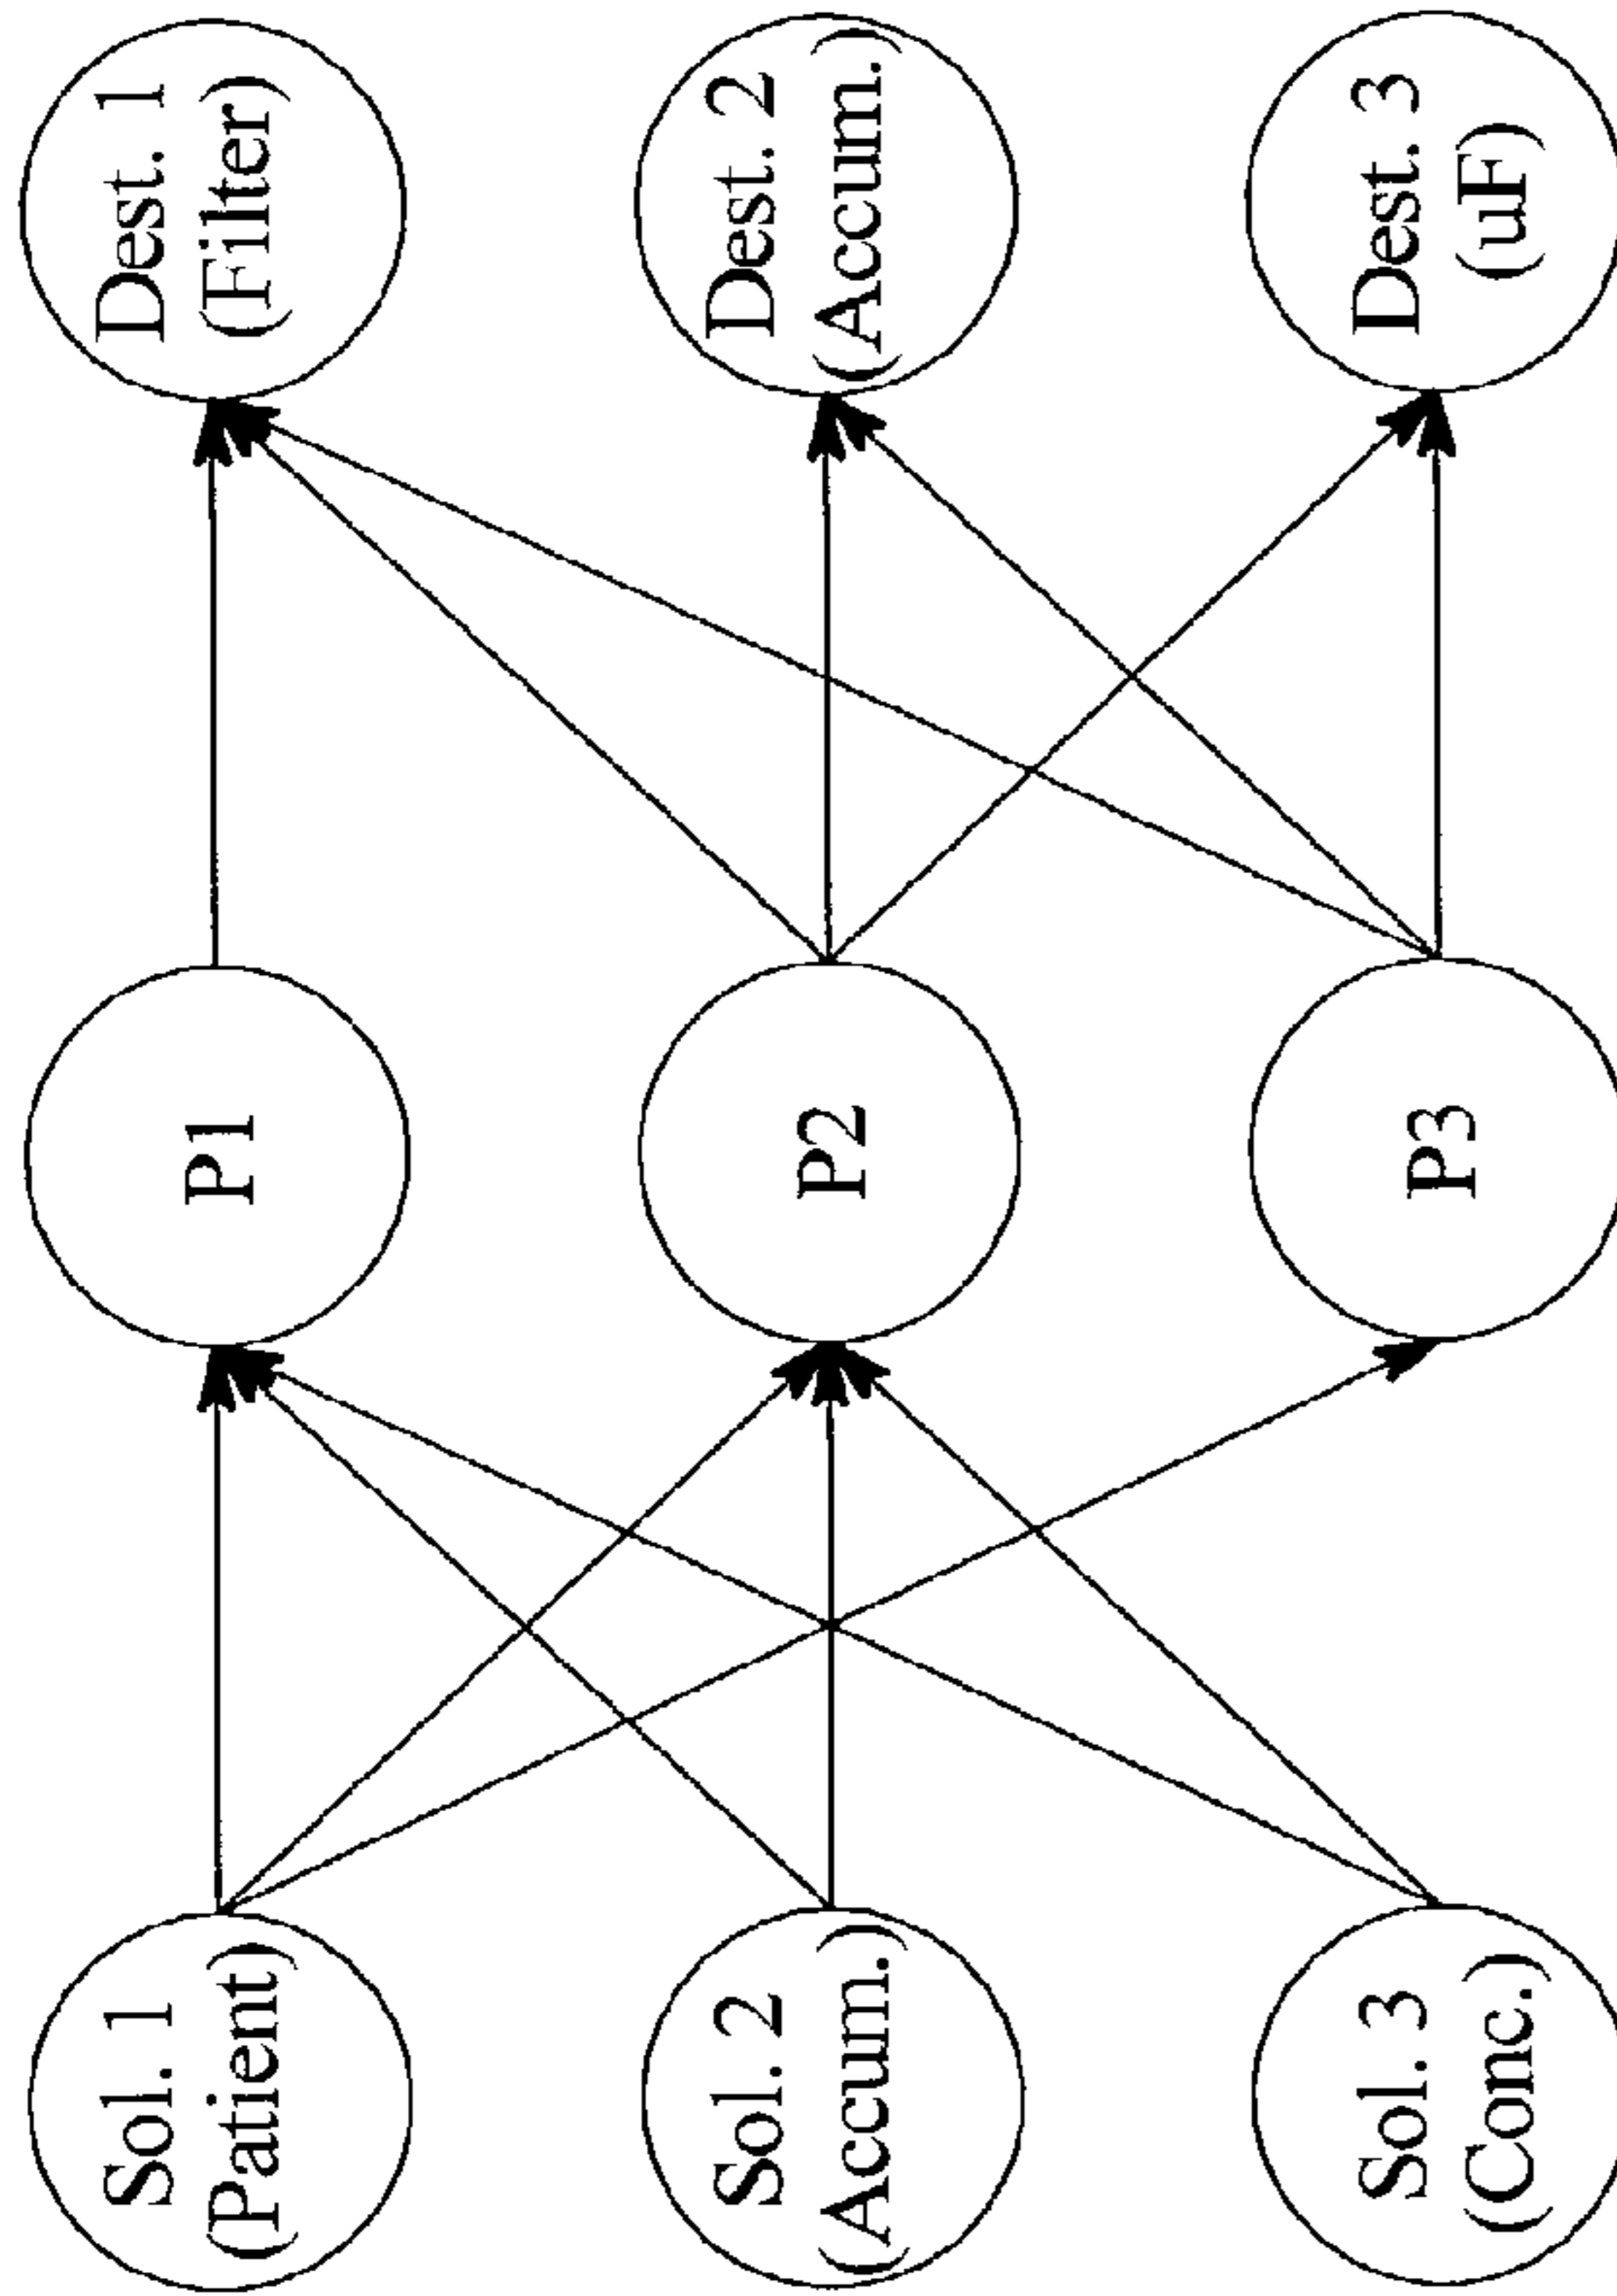 Sol. 1
(Patient)
Sol. 2
(Accum.)
Sol. 3
(Conc.)
P1
P2
P3
Dest. 1
(Filter)
Dest. 2
(Accum.)
Dest. 3
(uF)